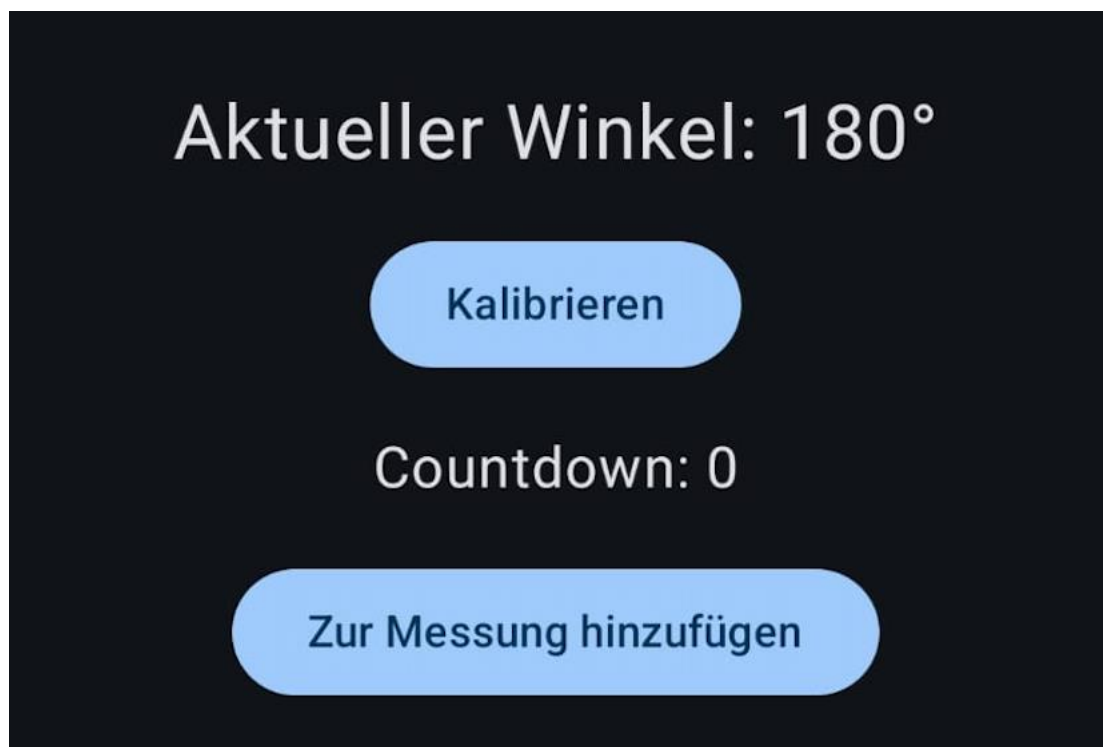 Aktueller Winkel: 180°
Kalibrieren
Countdown: 0
Zur Messung hinzufügen